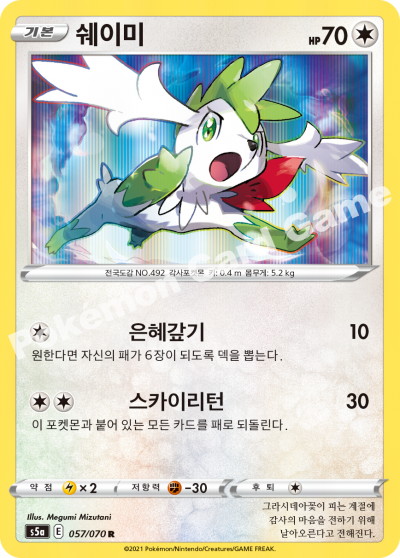 기본 쉐이미 HP 70
전국도감 NO.492 감사포켓몬 키: 0.4 m 몸무게: 5.2 kg
은혜갚기 10
원한다면 자신의 패가 6장이 되도록 덱을 뽑는다.
스카이리턴 30
이 포켓몬과 붙어 있는 모든 카드를 패로 되돌린다.
약점 ×2 저항력 -30 후퇴
Illus. Megumi Mizutani
s5a E 057/070 R
그라시데아꽃이 피는 계절에
감사의 마음을 전하기 위해
날아오른다고 전해진다.
©2021 Pokémon/Nintendo/Creatures/GAME FREAK.
Pokémon Card Game